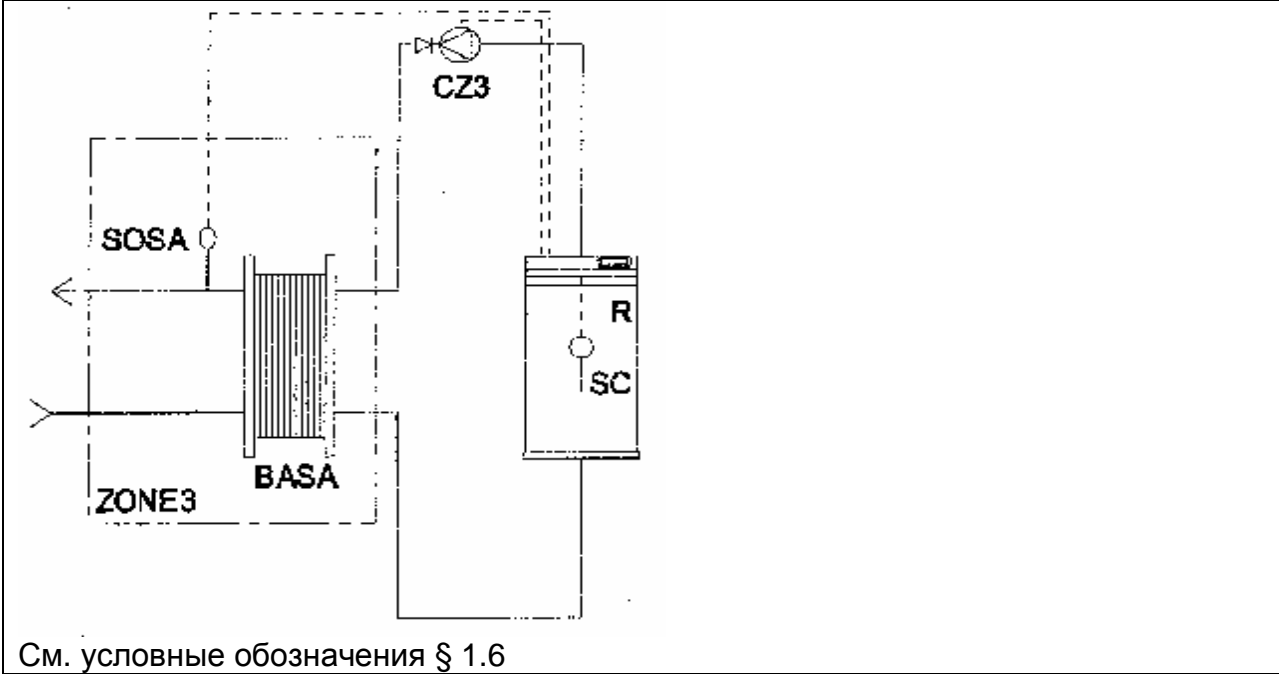 CZ3
SOSA
R
SC
BASA
ZONE3
См. условные обозначения § 1.6